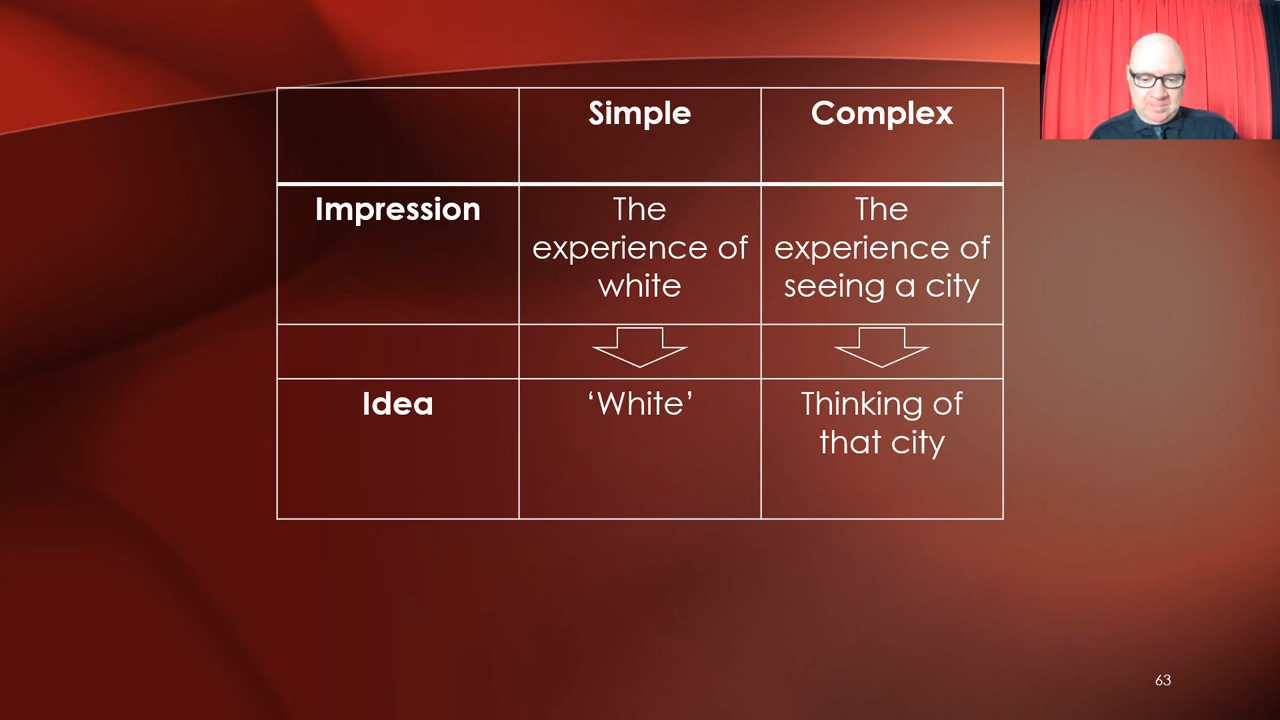 Simple
Complex
Impression
The
experience of
white
The
experience of
seeing a city
Idea
‘White’
Thinking of
that city
63